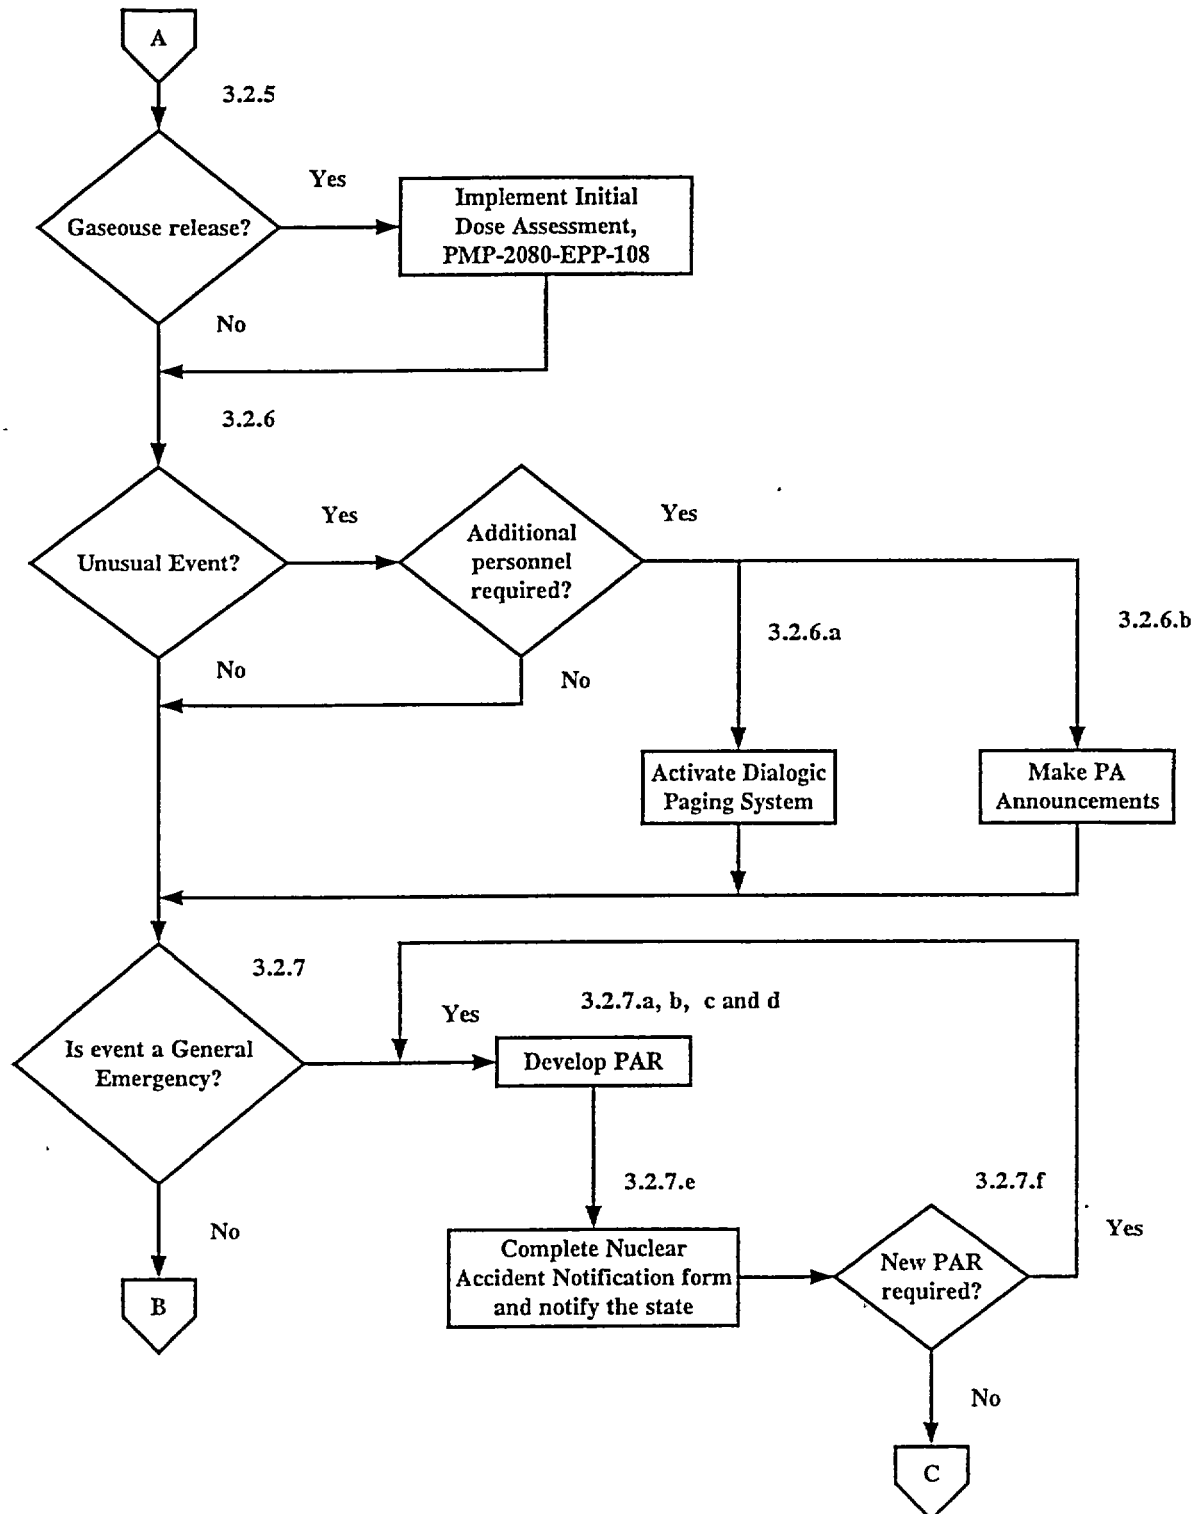 A
3.2.5
Yes
Gaseouse release?
Implement Initial
Dose Assessment,
PMP-2080-EPP-108
No
3.2.6
Yes
Yes
Unusual Event?
Additional
personnel
required?
3.2.6.a
3.2.6.b
No
No
Activate Dialogic
Paging System
Make PA
Announcements
3.2.7
3.2.7.a, b, c and d
Yes
Is event a General
Emergency?
Develop PAR
3.2.7.e
3.2.7.f
No
Yes
Complete Nuclear
Accident Notification form
and notify the state
New PAR
required?
B
No
C